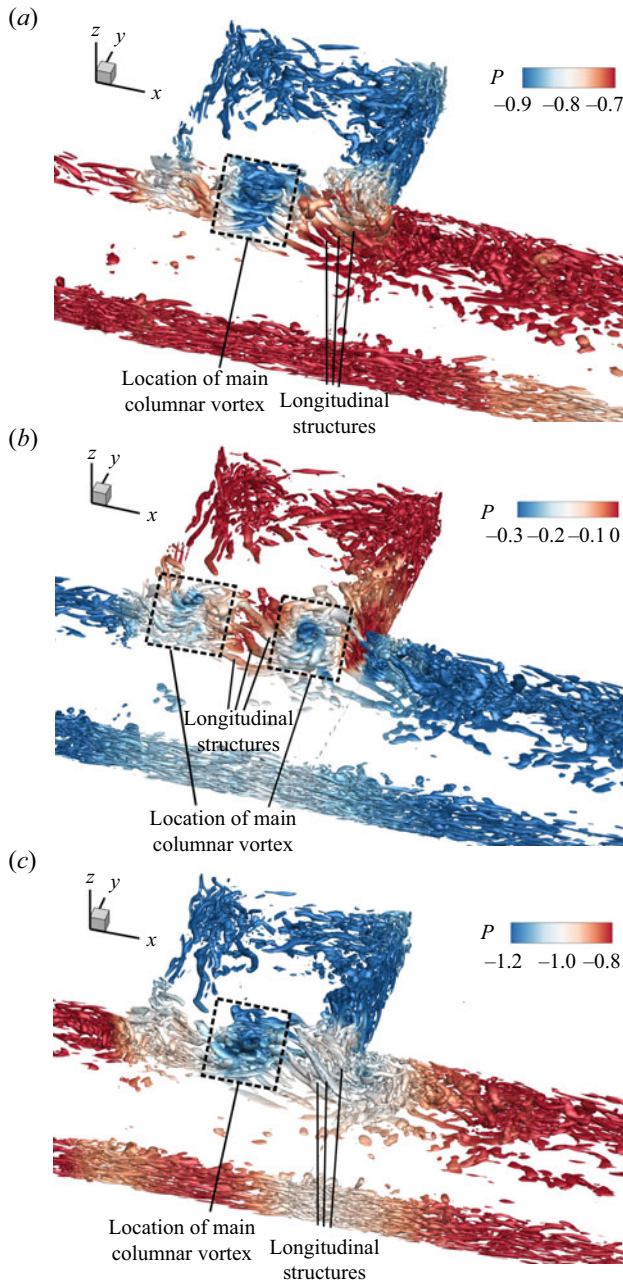 (a)
z
y
x
P
−0.9 −0.8 −0.7
Location of main
columnar vortex
Longitudinal
structures
(b)
z
y
x
P
−0.3 −0.2 −0.1 0
Longitudinal
structures
Location of main
columnar vortex
(c)
z
y
x
P
−1.2 −1.0 −0.8
Location of main
columnar vortex
Longitudinal
structures